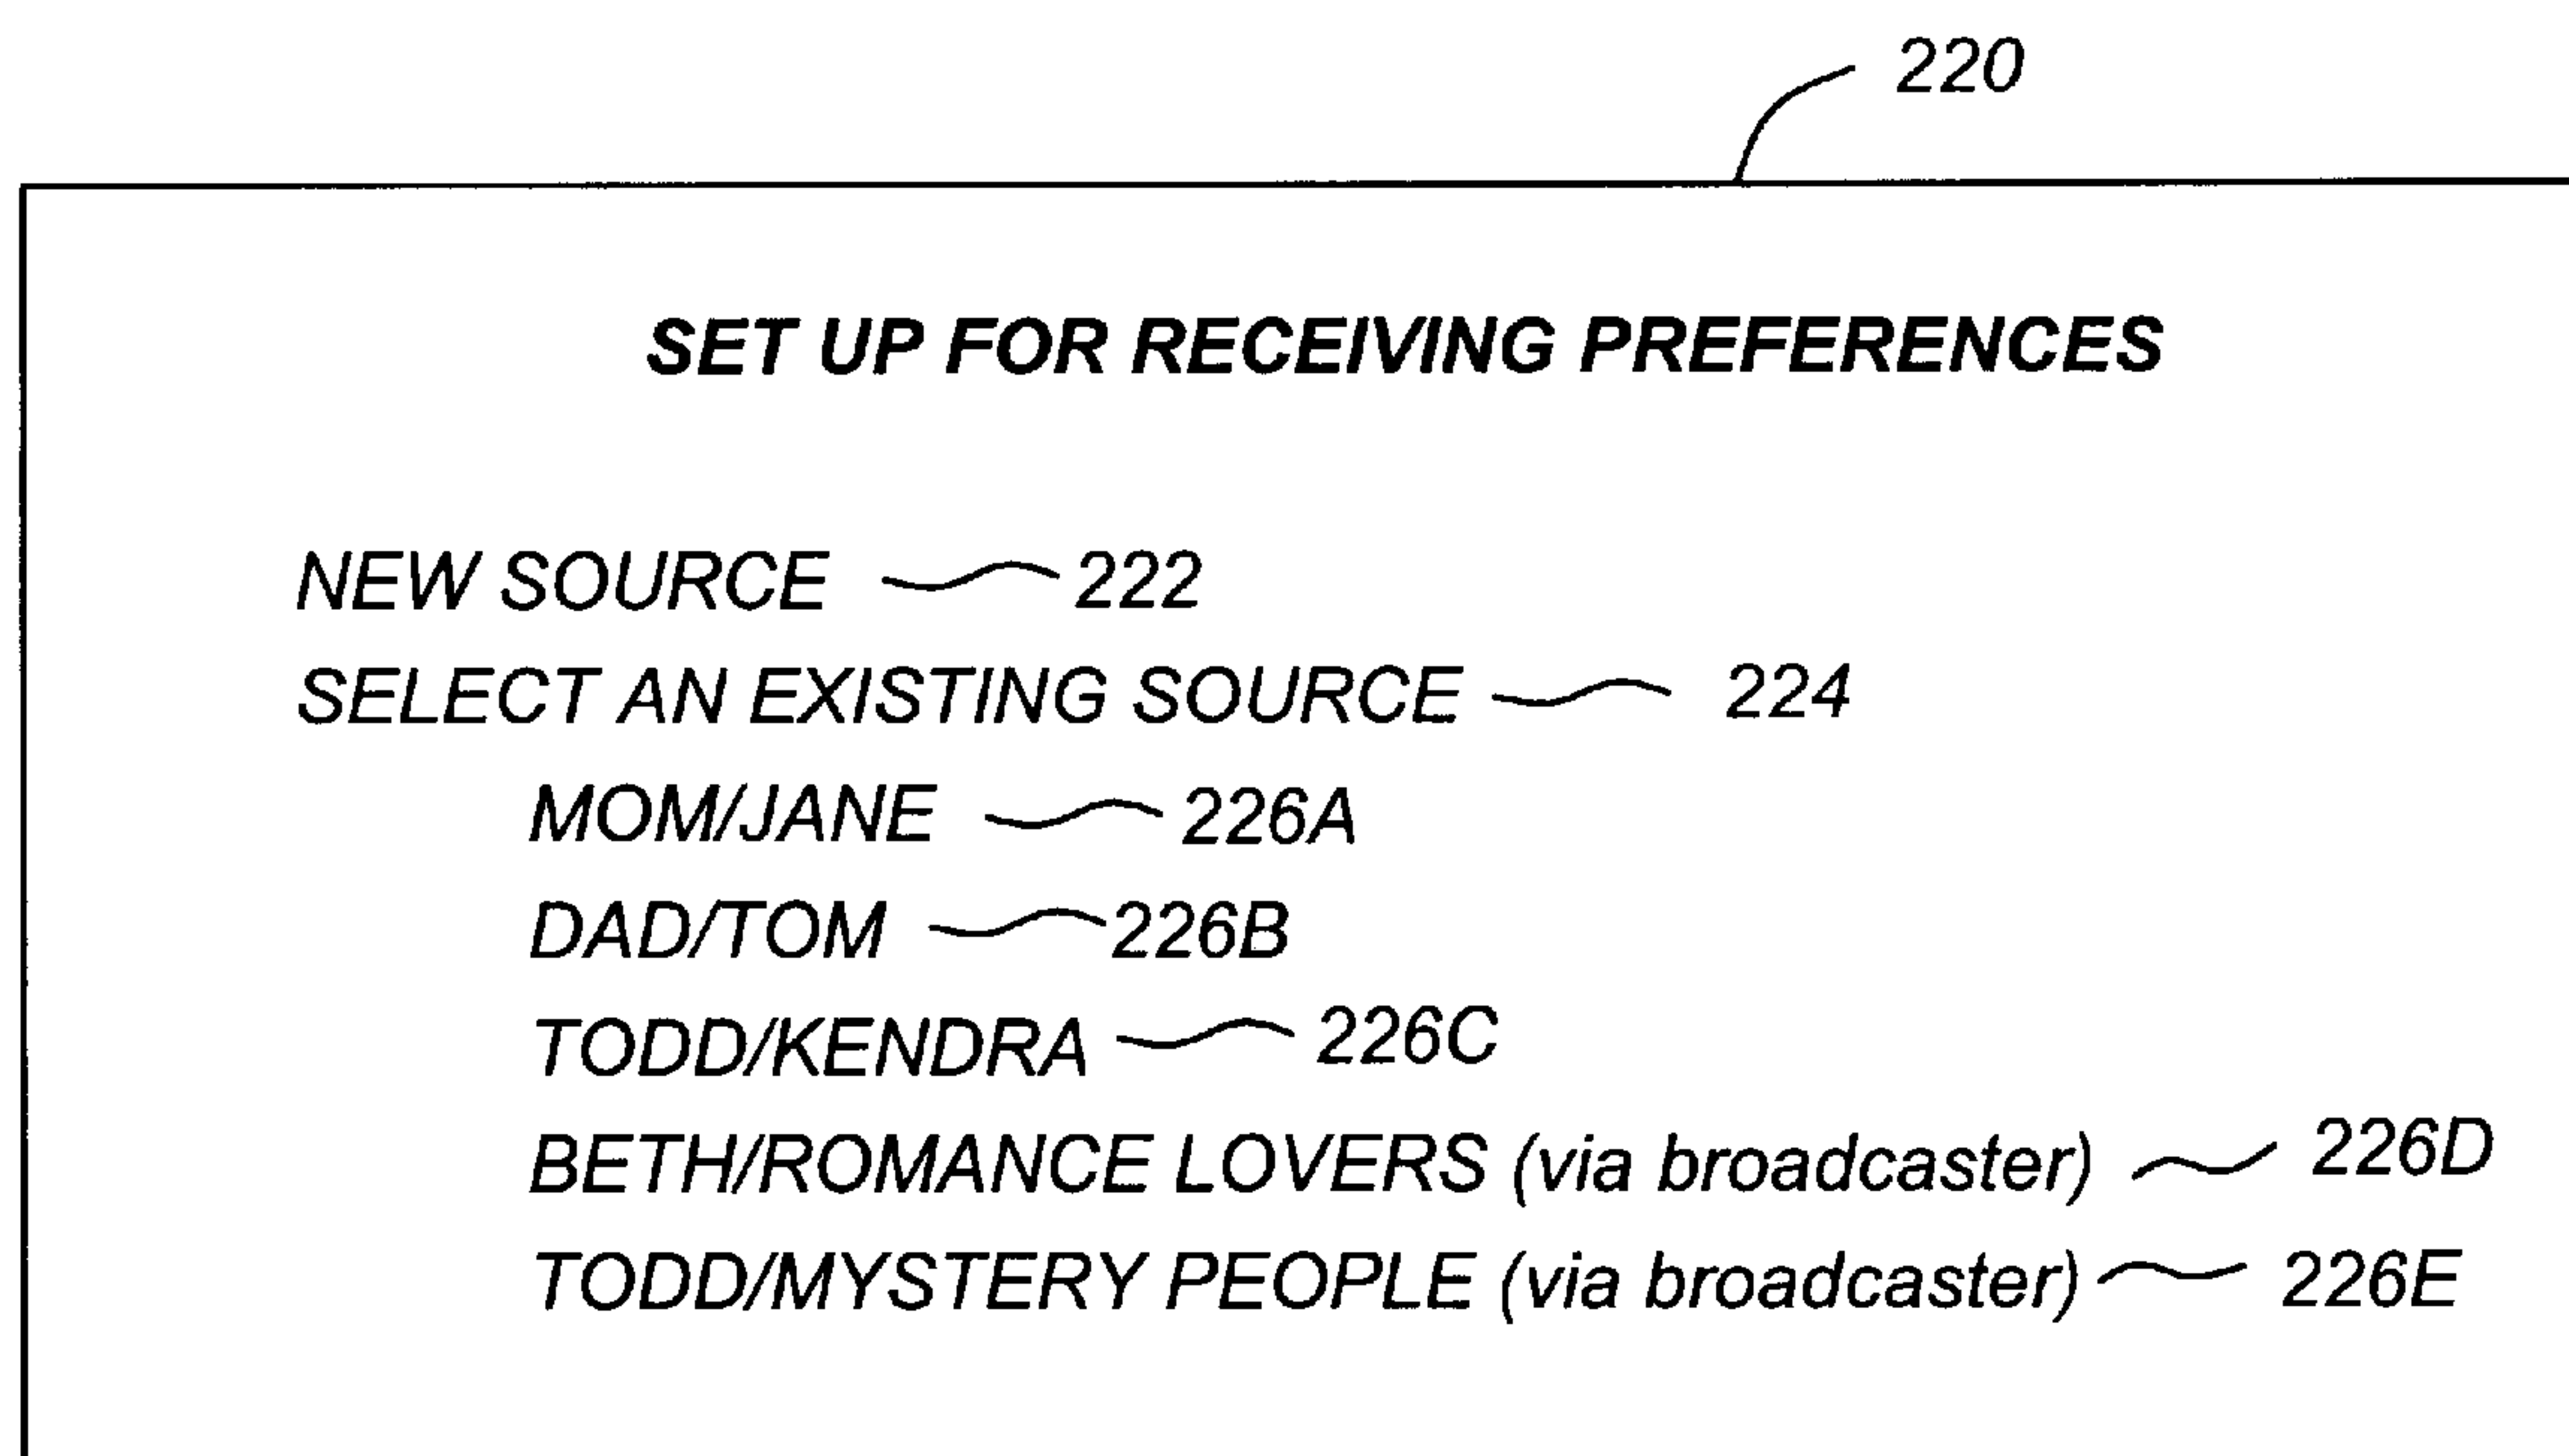 220
SET UP FOR RECEIVING PREFERENCES
NEW SOURCE 222
SELECT AN EXISTING SOURCE 224
MOM/JANE 226A
DAD/TOM 226B
TODD/KENDRA 226C
BETH/ROMANCE LOVERS (via broadcaster) 226D
TODD/MYSTERY PEOPLE (via broadcaster) 226E